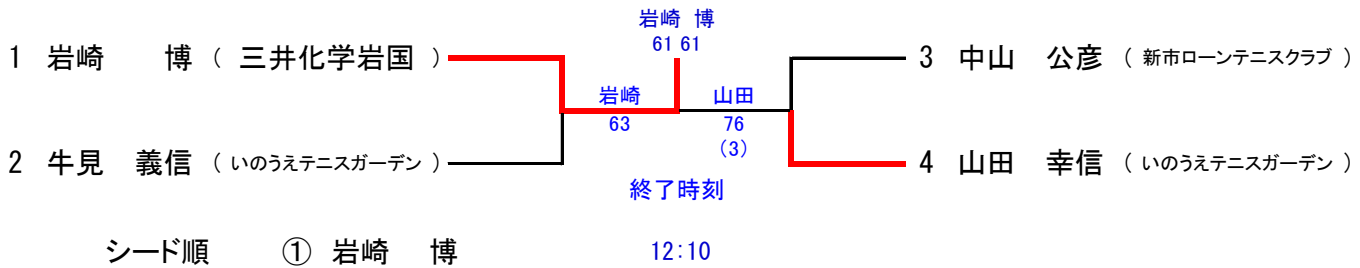 岩崎 博
61 61
1 岩崎 博 ( 三井化学岩国 ) 3 中山 公彦 ( 新市ローンテニスクラブ )
岩崎 山田
63 76
(3)
2 牛見 義信 ( いのうえテニスガーデン ) 4 山田 幸信 ( いのうえテニスガーデン )
終了時刻
シード順 ① 岩崎 博 12:10